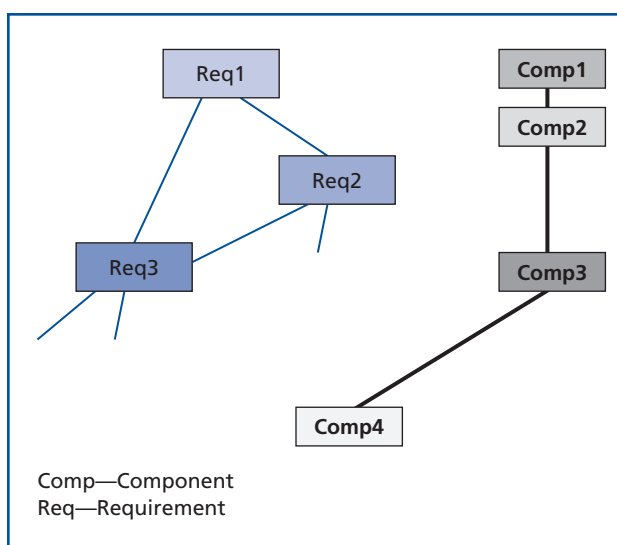 Req1
Comp1
Comp2
Req2
Req3
Comp3
Comp4
Comp—Component
Req—Requirement